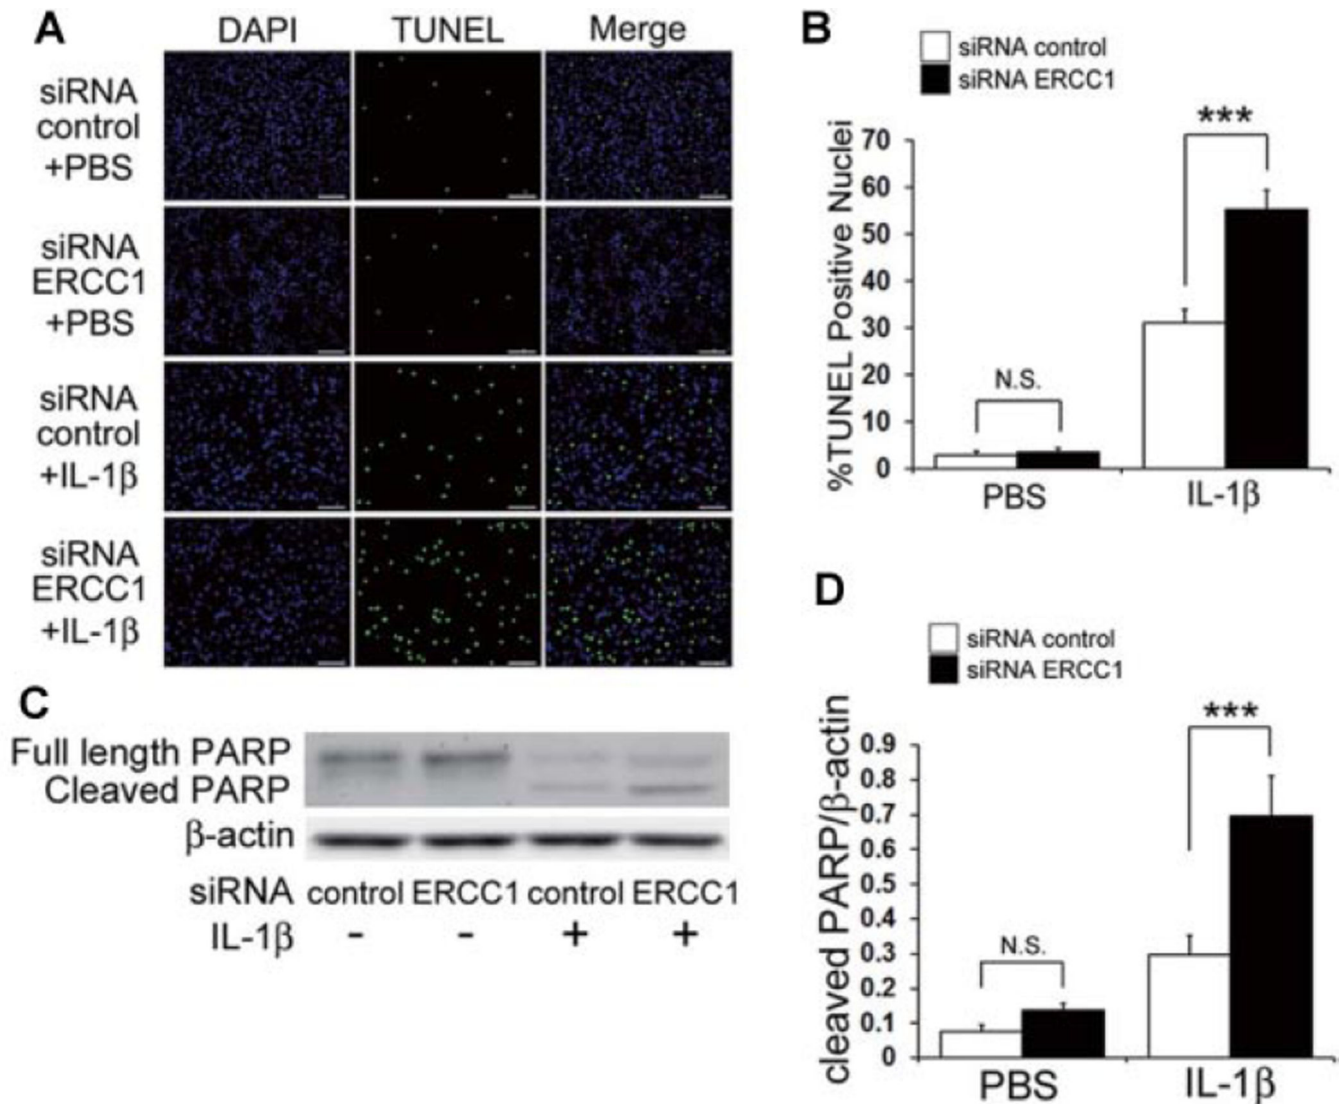 A
DAPI TUNEL Merge
siRNA
control
+PBS
siRNA
ERCC1
+PBS
siRNA
control
+IL-1β
siRNA
ERCC1
+IL-1β
B
siRNA control
siRNA ERCC1
%TUNEL Positive Nuclei
70
60
50
40
30
20
10
0
N.S.
***
PBS IL-1β
C
Full length PARP
Cleaved PARP
β-actin
siRNA control ERCC1 control ERCC1
IL-1β - - + +
D
siRNA control
siRNA ERCC1
cleaved PARP/β-actin
0.9
0.8
0.7
0.6
0.5
0.4
0.3
0.2
0.1
0
N.S.
***
PBS IL-1β